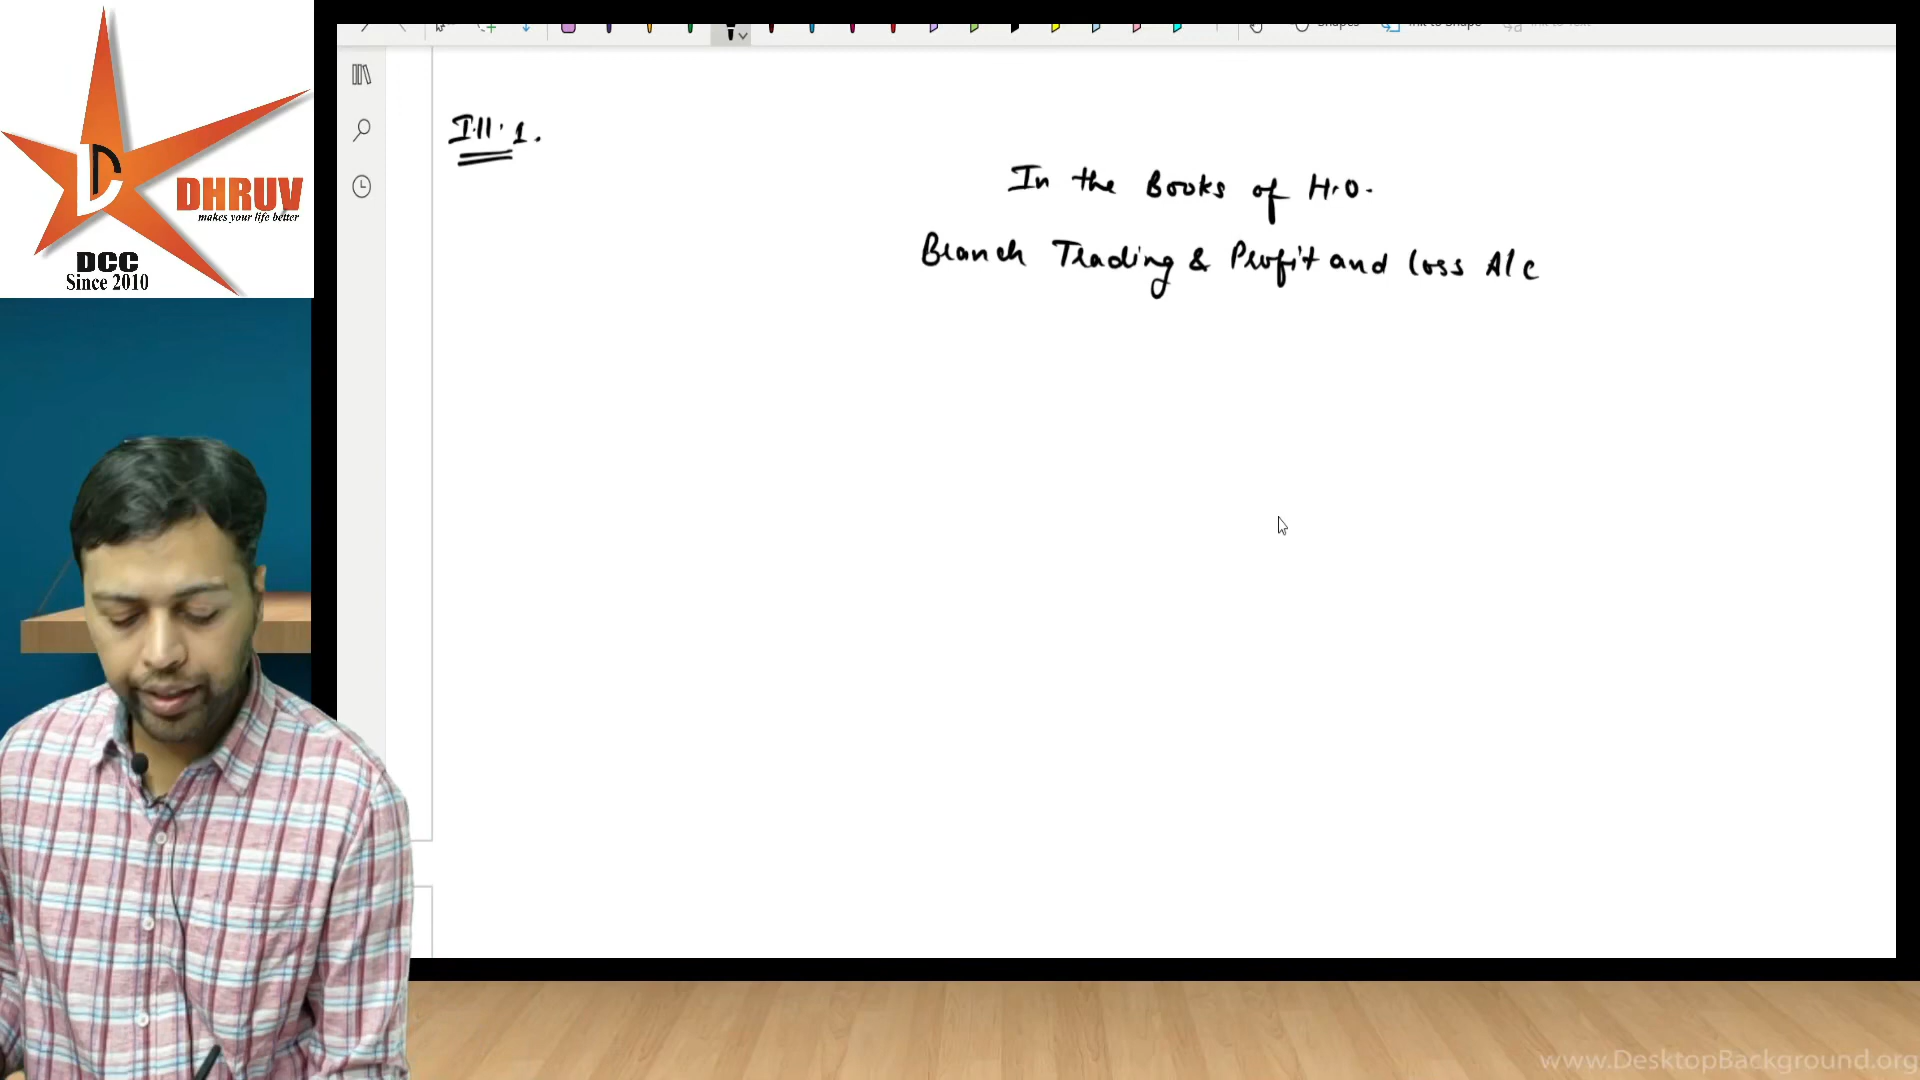 DHRUV
makes your life better
DC
DCC
Since 2010
Ill. 1.
In the Books of H.O.
Branch Trading & Profit and Loss A/c
www.DesktopBackground.org